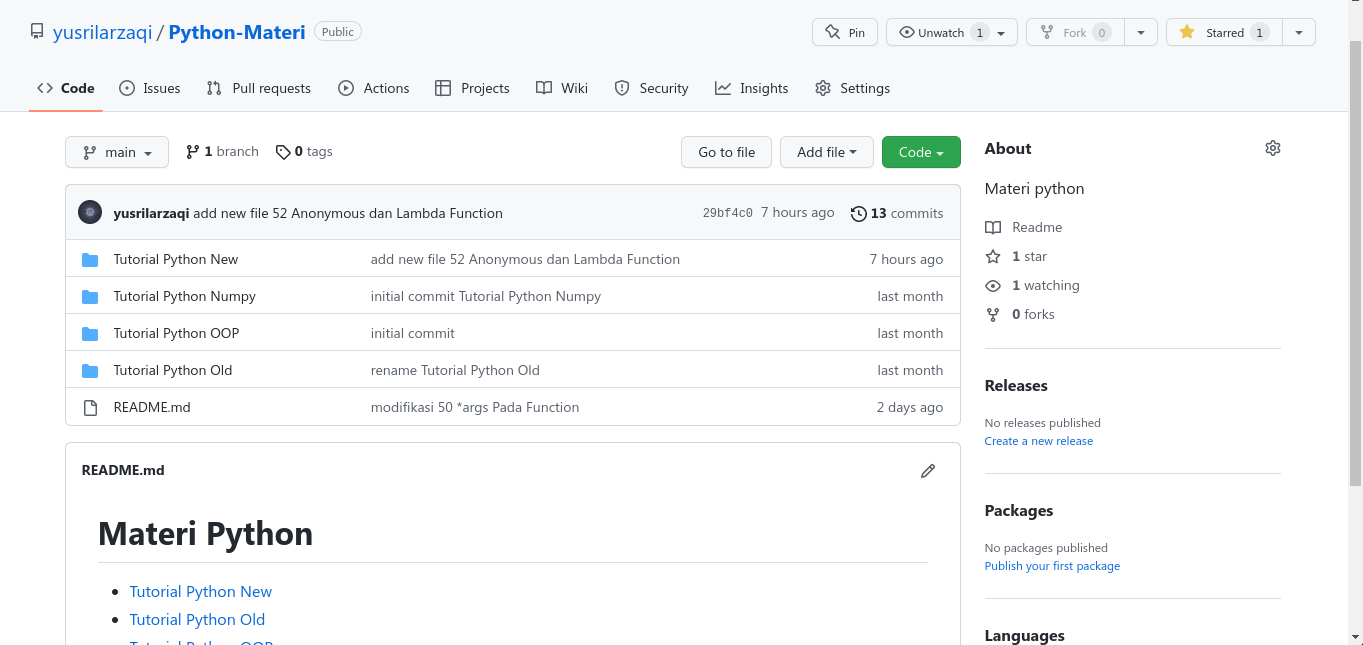 yusrilarzaqi / Python-Materi Public
Pin Unwatch 1 Fork 0 Starred 1
Code Issues Pull requests Actions Projects Wiki Security Insights Settings
main 1 branch 0 tags Go to file Add file Code
yusrilarzaqi add new file 52 Anonymous dan Lambda Function 29bf4c0 7 hours ago 13 commits
Tutorial Python New add new file 52 Anonymous dan Lambda Function 7 hours ago
Tutorial Python Numpy initial commit Tutorial Python Numpy last month
Tutorial Python OOP initial commit last month
Tutorial Python Old rename Tutorial Python Old last month
README.md modifikasi 50 *args Pada Function 2 days ago
README.md
Materi Python
Tutorial Python New
Tutorial Python Old
Tutorial Python OOP
About
Materi python
Readme
1 star
1 watching
0 forks
Releases
No releases published
Create a new release
Packages
No packages published
Publish your first package
Languages